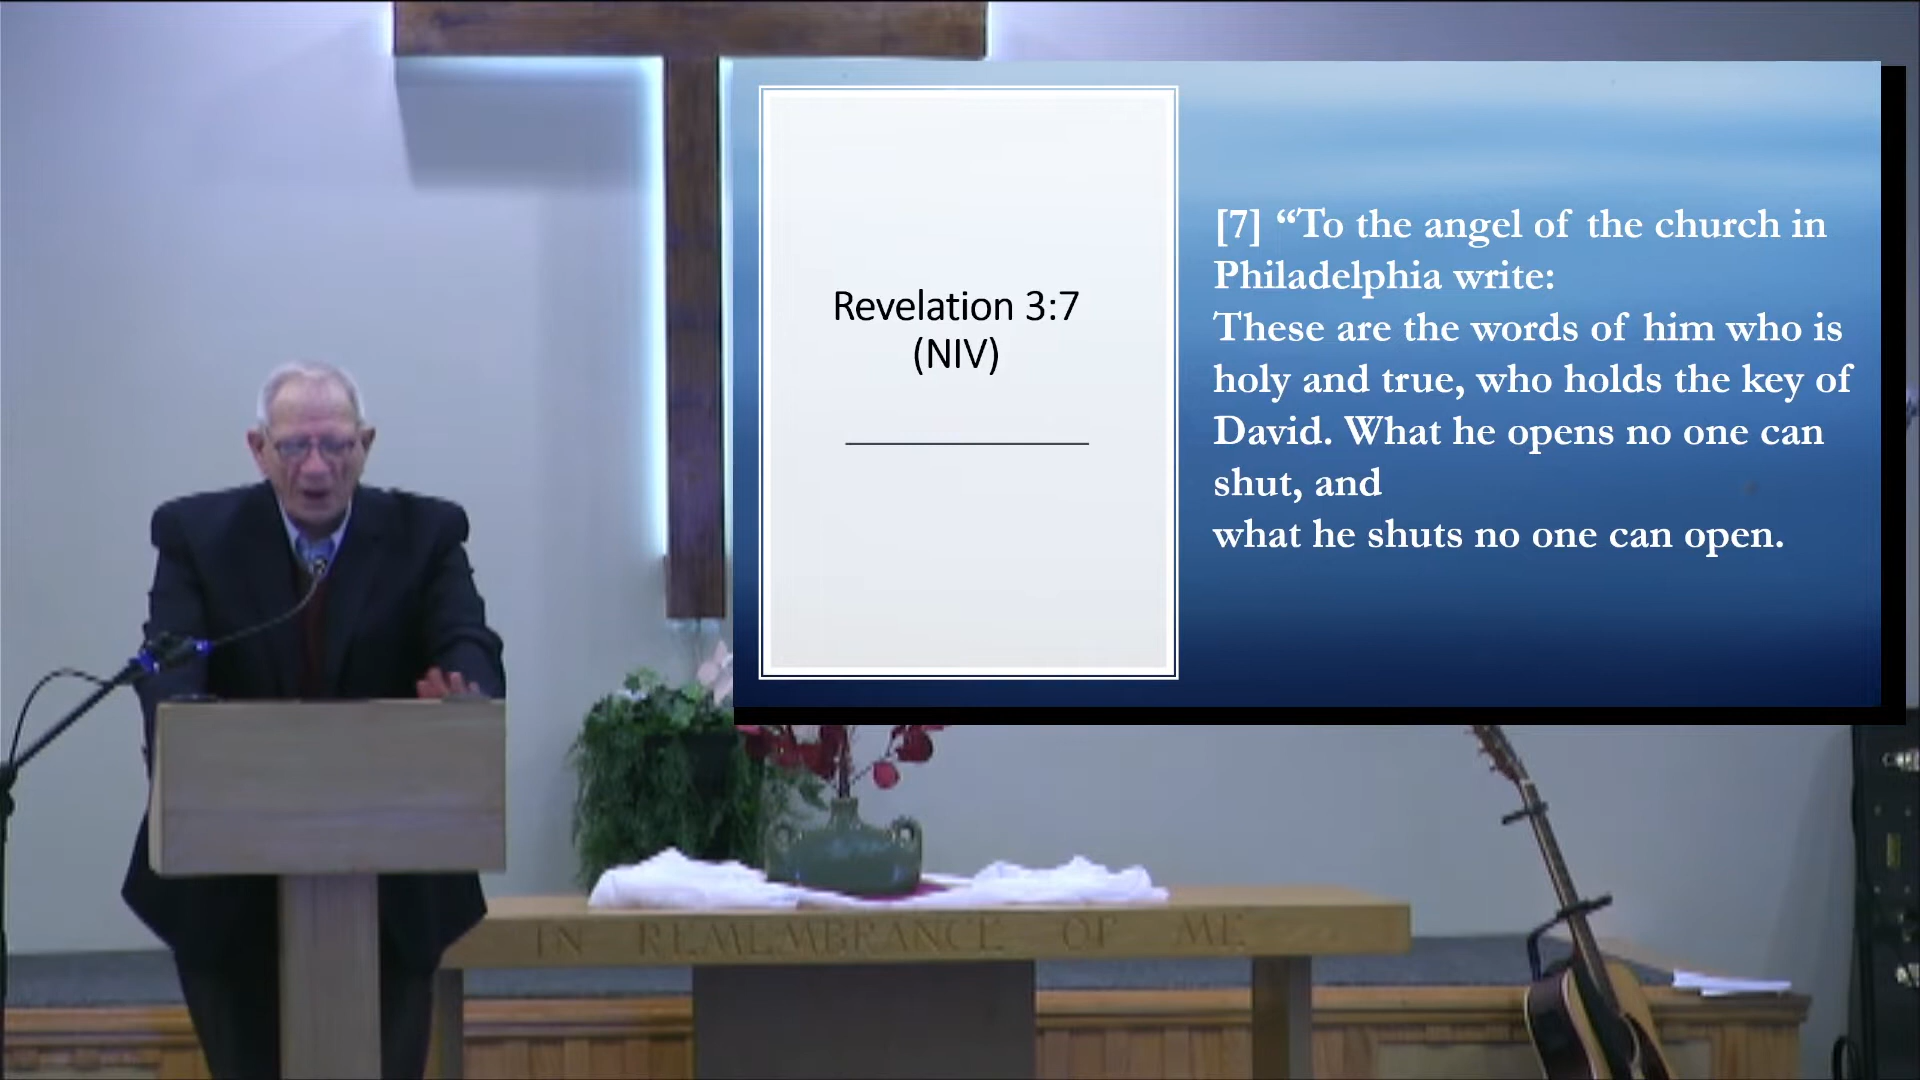 Revelation 3:7
(NIV)
[7] “To the angel of the church in
Philadelphia write:
These are the words of him who is
holy and true, who holds the key of
David. What he opens no one can
shut, and
what he shuts no one can open.
IN REMEMBRANCE OF ME